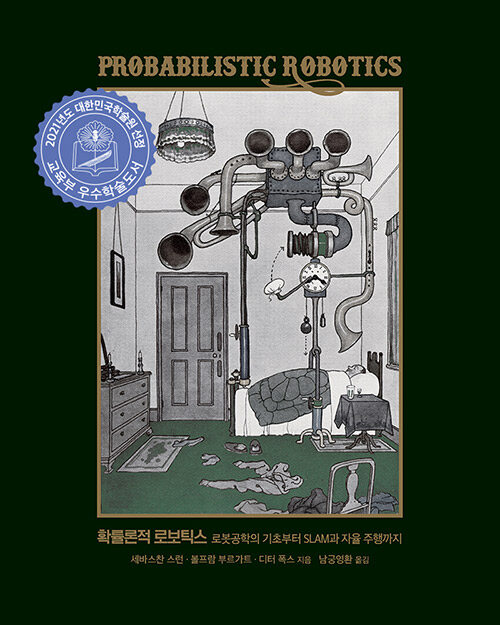 PROBABILISTIC ROBOTICS
2021년도 대한민국학술원 선정
교육부 우수학술도서
확률론적 로보틱스 로봇공학의 기초부터 SLAM과 자율 주행까지
세바스찬 스런 · 볼프람 부르가트 · 디터 폭스 지음 남궁영환 옮김